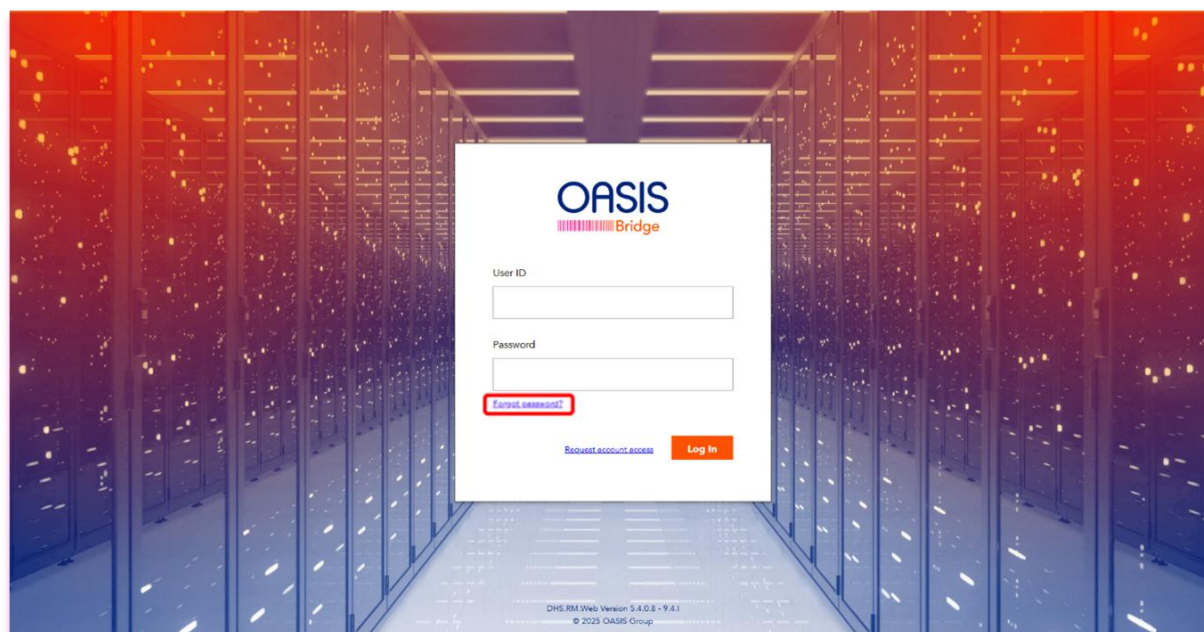 OASIS
Bridge
User ID
Password
Forgot password?
Request account access
Log In
DHS.RM.Web Version 5.4.0.8 - 9.4.I
© 2025 OASIS Group